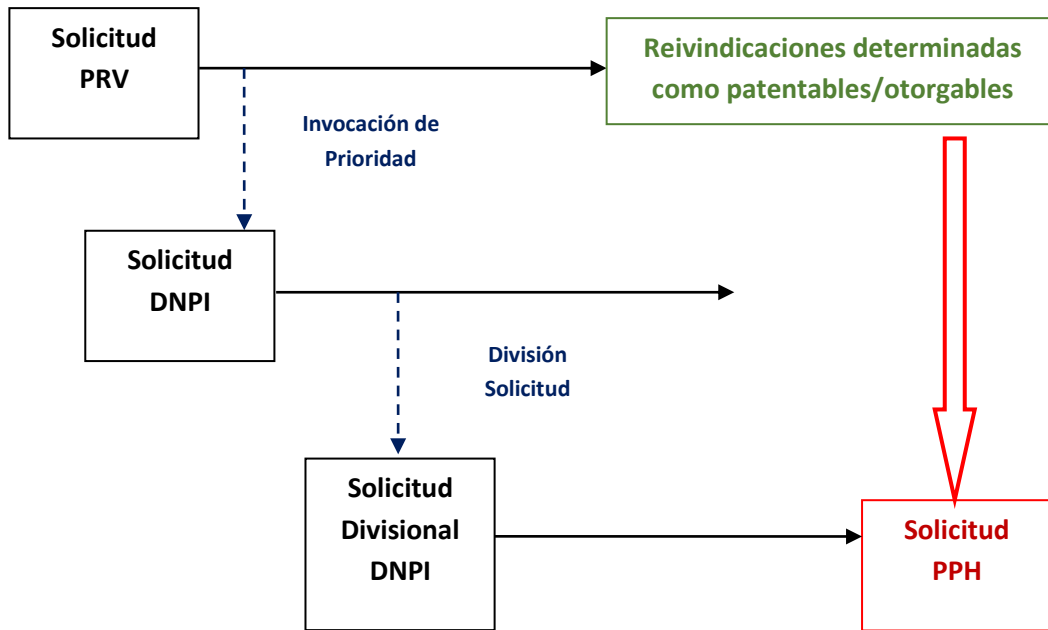 Solicitud
PRV
Reivindicaciones determinadas
como patentables/otorgables
Invocación de
Prioridad
Solicitud
DNPI
División
Solicitud
Solicitud
Divisional
DNPI
Solicitud
PPH